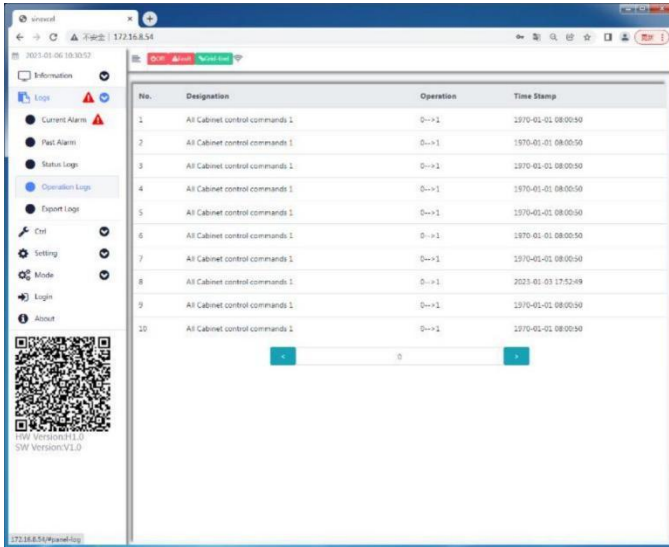 sinexcel
不安全 172.16.8.54
2023-01-06 10:30:52
Off Fault Grid-tied
Information
Logs
Current Alarm
Past Alarm
Status Logs
Operation Logs
Export Logs
Ctrl
Setting
Mode
Login
About
HW Version:H1.0
SW Version:V1.0
No. Designation Operation Time Stamp
1 All Cabinet control commands 1 0-->1 1970-01-01 08:00:50
2 All Cabinet control commands 1 0-->1 1970-01-01 08:00:50
3 All Cabinet control commands 1 0-->1 1970-01-01 08:00:50
4 All Cabinet control commands 1 0-->1 1970-01-01 08:00:50
5 All Cabinet control commands 1 0-->1 1970-01-01 08:00:50
6 All Cabinet control commands 1 0-->1 1970-01-01 08:00:50
7 All Cabinet control commands 1 0-->1 1970-01-01 08:00:50
8 All Cabinet control commands 1 0-->1 2023-01-03 17:52:49
9 All Cabinet control commands 1 0-->1 1970-01-01 08:00:50
10 All Cabinet control commands 1 0-->1 1970-01-01 08:00:50
< 0 >
172.16.8.54/#panel-log